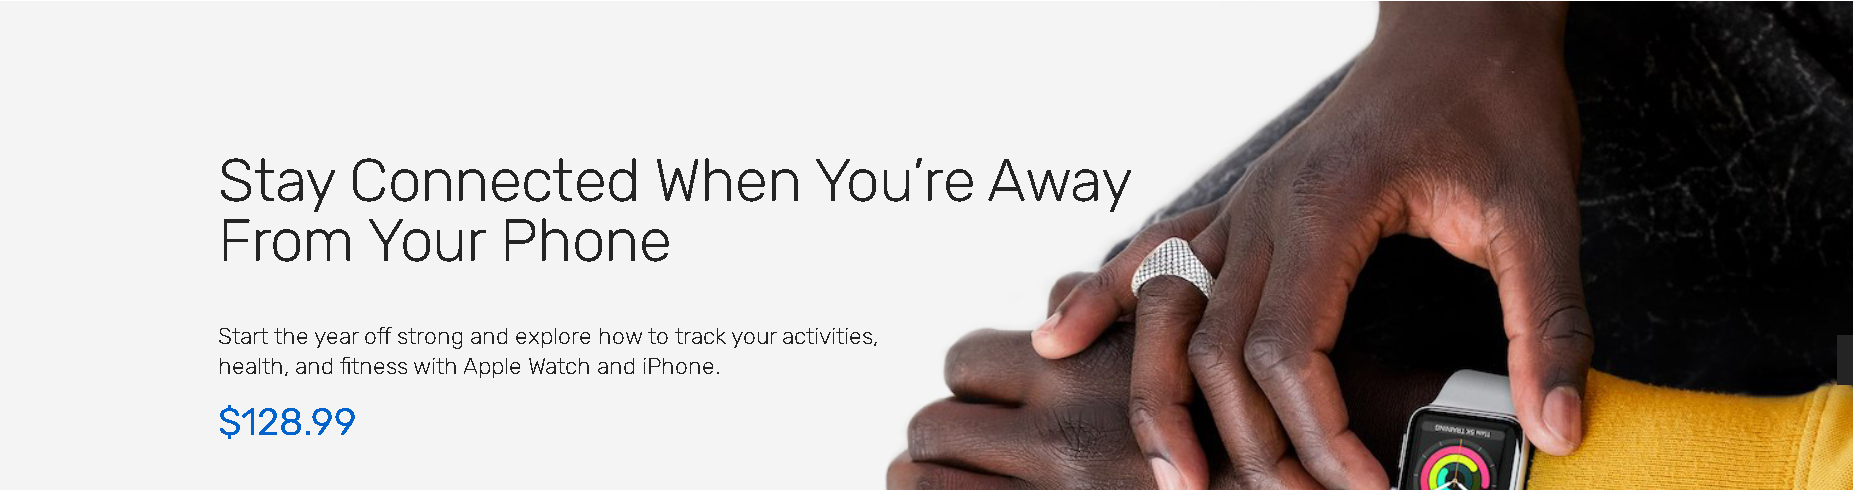 Stay Connected When You’re Away
From Your Phone
Start the year off strong and explore how to track your activities,
health, and fitness with Apple Watch and iPhone.
$128.99